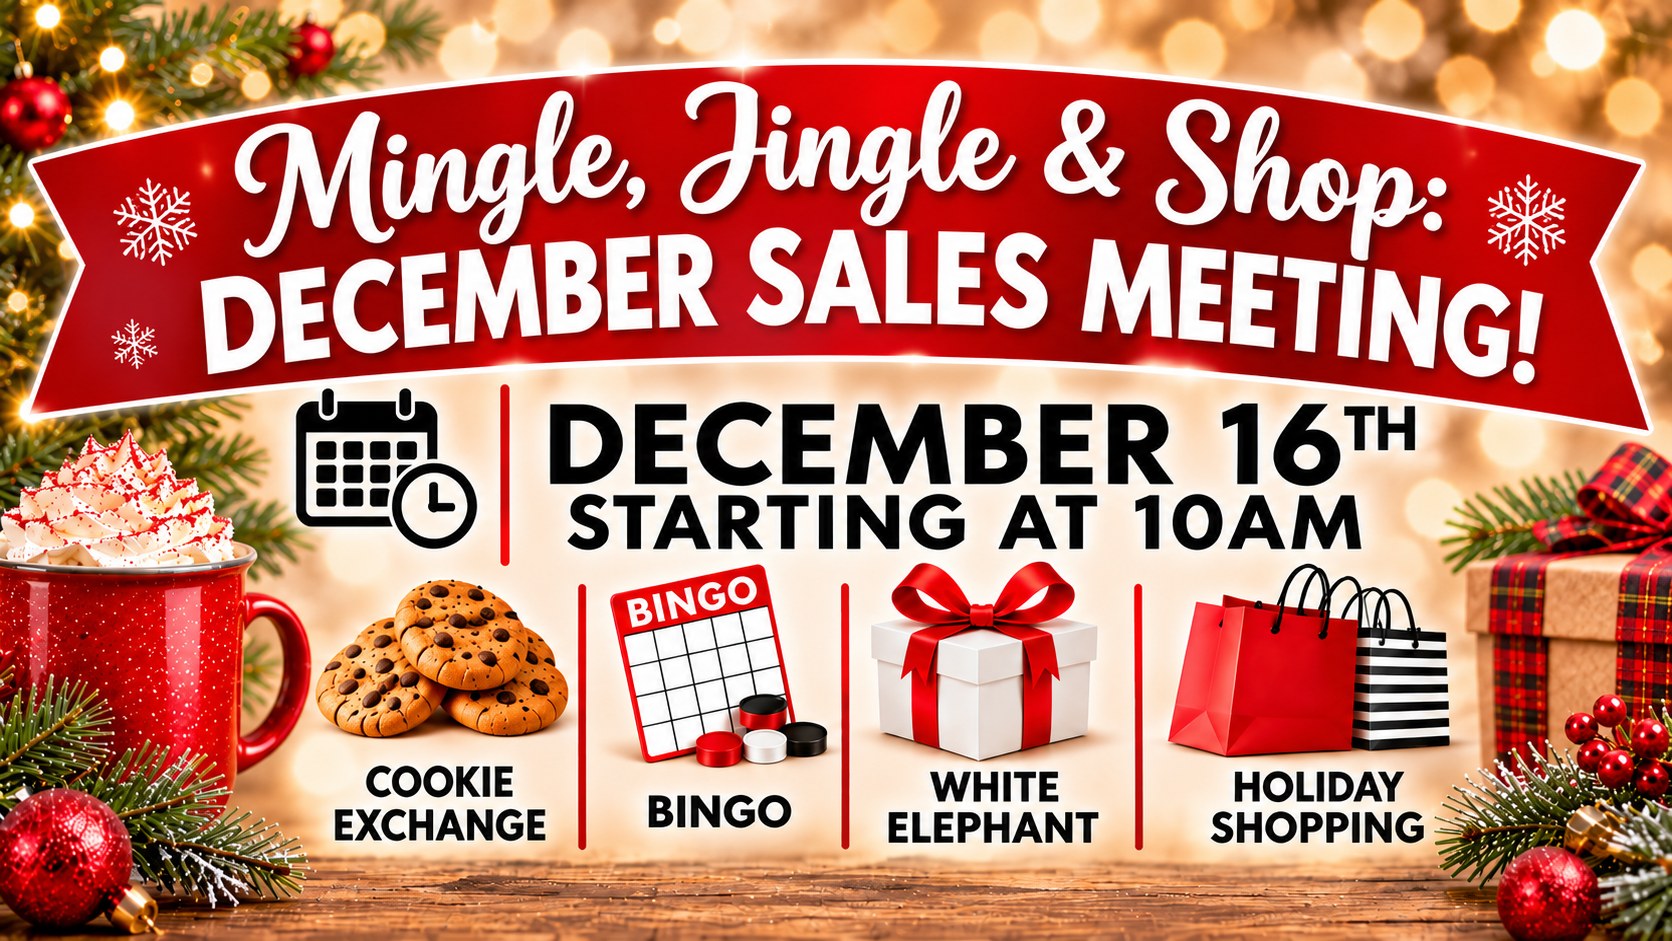 Mingle, Jingle & Shop:
DECEMBER SALES MEETING!
DECEMBER 16TH
STARTING AT 10AM
BINGO
COOKIE
EXCHANGE
BINGO
WHITE
ELEPHANT
HOLIDAY
SHOPPING